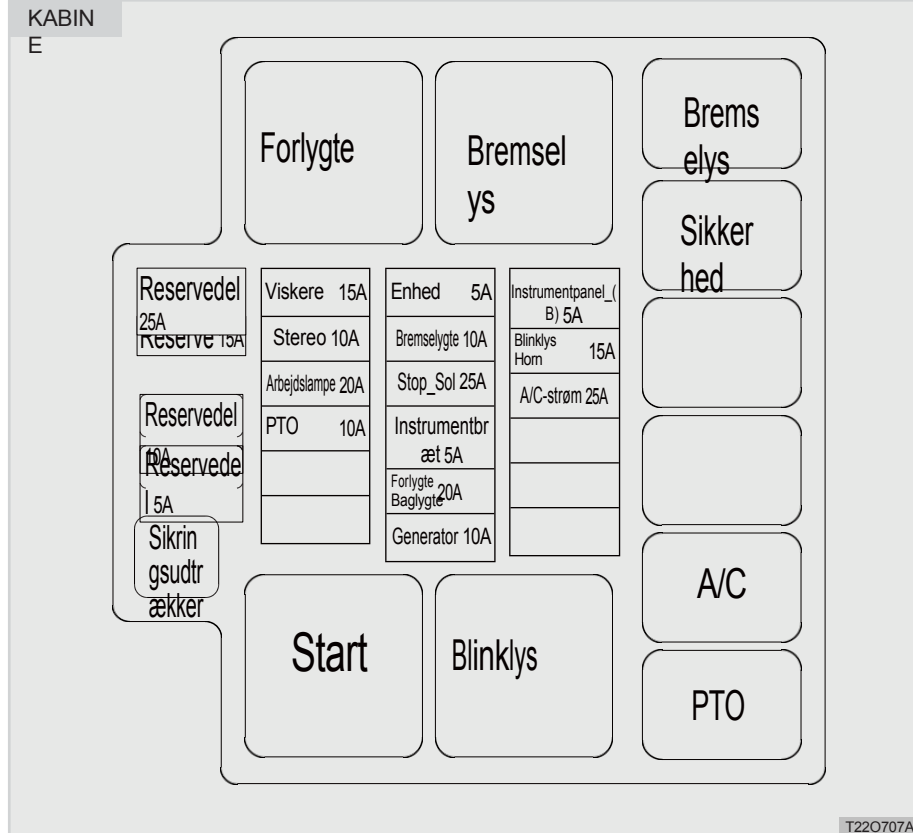 KABIN
E
Forlygte
Bremsel
ys
Brems
elys
Sikker
hed
Reservedel
25A
Reserve 15A
Reservedel
10A
Reservede
l 5A
Sikrin
gsudtr
ækker
Viskere 15A
Stereo 10A
Arbejdslampe 20A
PTO 10A
Enhed 5A
Bremselygte 10A
Stop_Sol 25A
Instrumentbr
æt 5A
Forlygte
Baglygte 20A
Generator 10A
Instrumentpanel_(
B) 5A
Blinklys
Horn 15A
A/C-strøm 25A
Start
Blinklys
A/C
PTO
T22O707A